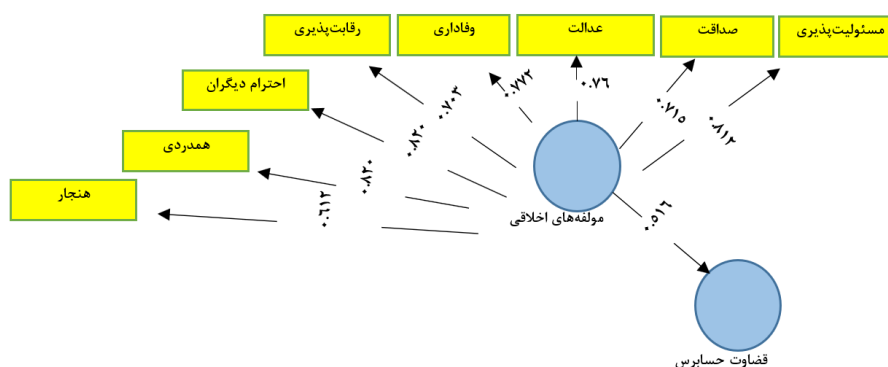 مسئولیت‌پذیری
صداقت
عدالت
وفاداری
رقابت‌پذیری
احترام دیگران
همدردی
هنجار
۰.۸۱۲
۰.۷۱۵
۰.۷۶
۰.۷۷۲
۰.۷۰۳
۰.۸۲۰
۰.۸۲۰
۰.۶۱۲
مولفه‌های اخلاقی
۰.۵۱۶
قضاوت حسابرس